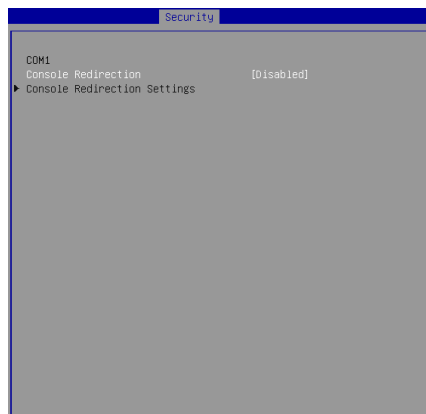 Security
COM1
Console Redirection [Disabled]
Console Redirection Settings